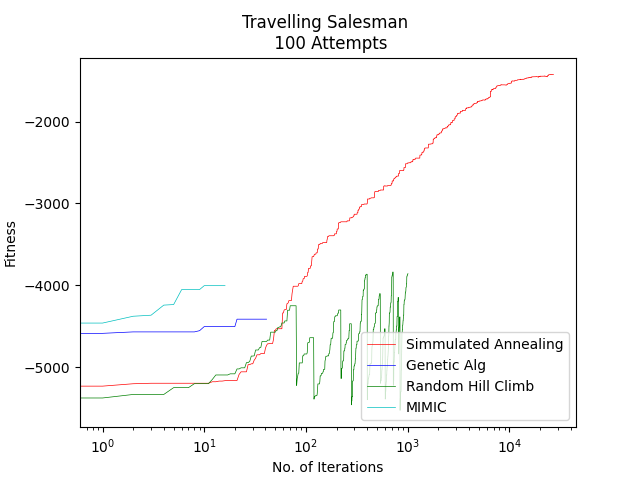 Travelling Salesman
100 Attempts
Fitness
−2000
−3000
−4000
−5000
10^0
10^1
10^2
10^3
10^4
No. of Iterations
Simmulated Annealing
Genetic Alg
Random Hill Climb
MIMIC